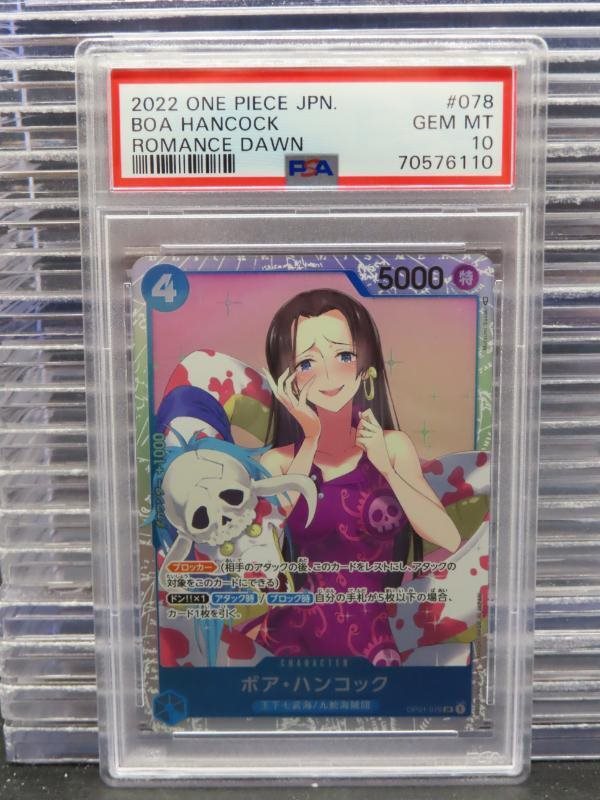 2022 ONE PIECE JPN. #078
BOA HANCOCK GEM MT
ROMANCE DAWN 10
PSA 70576110
4 5000 特
ブロッカー (相手のアタックの後、このカードをレストにし、アタックの
対象をこのカードにできる)
ドン!!×1 アタック時 / ブロック時 自分の手札が5枚以下の場合、
カード1枚を引く。
CHARACTER
ボア・ハンコック
王下七武海/九蛇海賊団
OP01-078